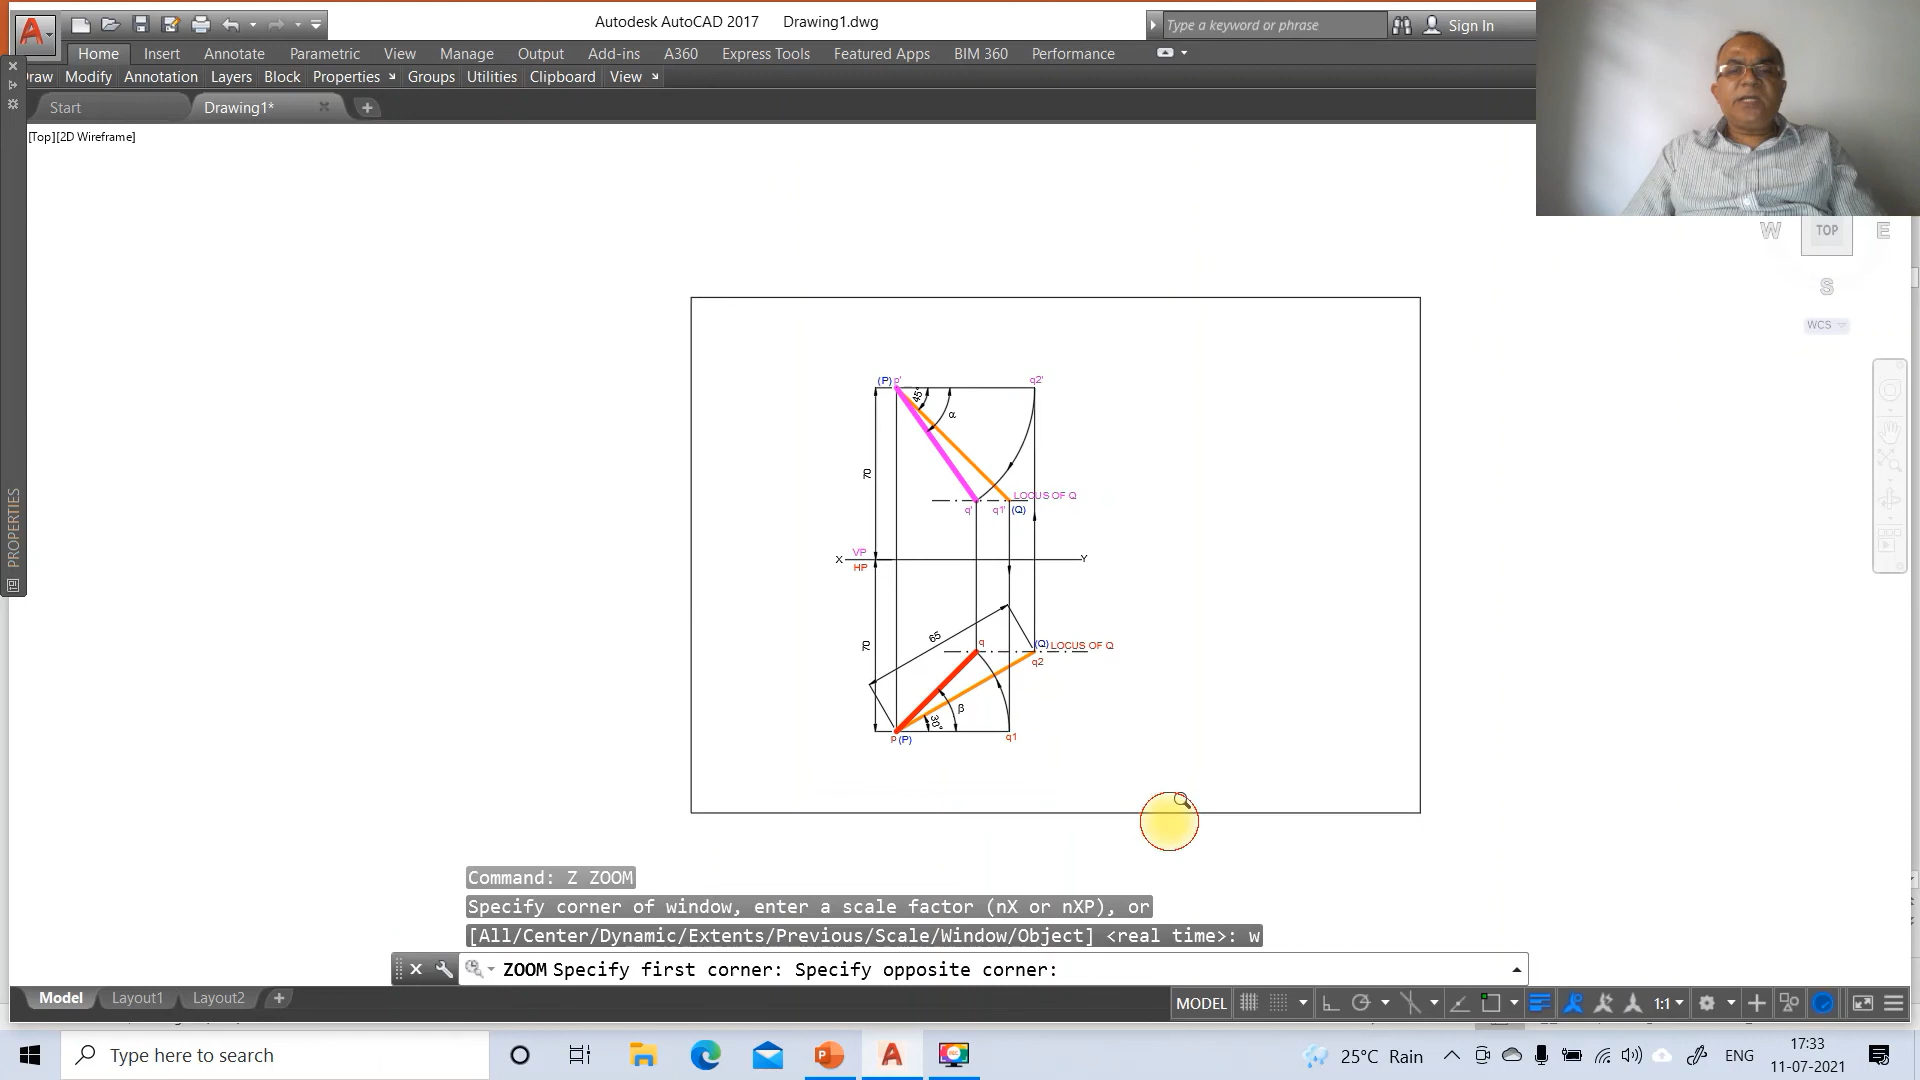 Autodesk AutoCAD 2017 Drawing1.dwg
Type a keyword or phrase
Sign In
Home Insert Annotate Parametric View Manage Output Add-ins A360 Express Tools Featured Apps BIM 360 Performance
raw Modify Annotation Layers Block Properties Groups Utilities Clipboard View
Start Drawing1*
[Top][2D Wireframe]
W TOP E
S
WCS
PROPERTIES
(P) p' q2'
45°
α
70
LOCUS OF Q
q' q1' (Q)
X VP Y
HP
65
70
q (Q) LOCUS OF Q
q2
β
30°
p (P) q1
Command: Z ZOOM
Specify corner of window, enter a scale factor (nX or nXP), or
[All/Center/Dynamic/Extents/Previous/Scale/Window/Object] <real time>: w
ZOOM Specify first corner: Specify opposite corner:
Model Layout1 Layout2
MODEL 1:1
Type here to search
25°C Rain
ENG
17:33
11-07-2021